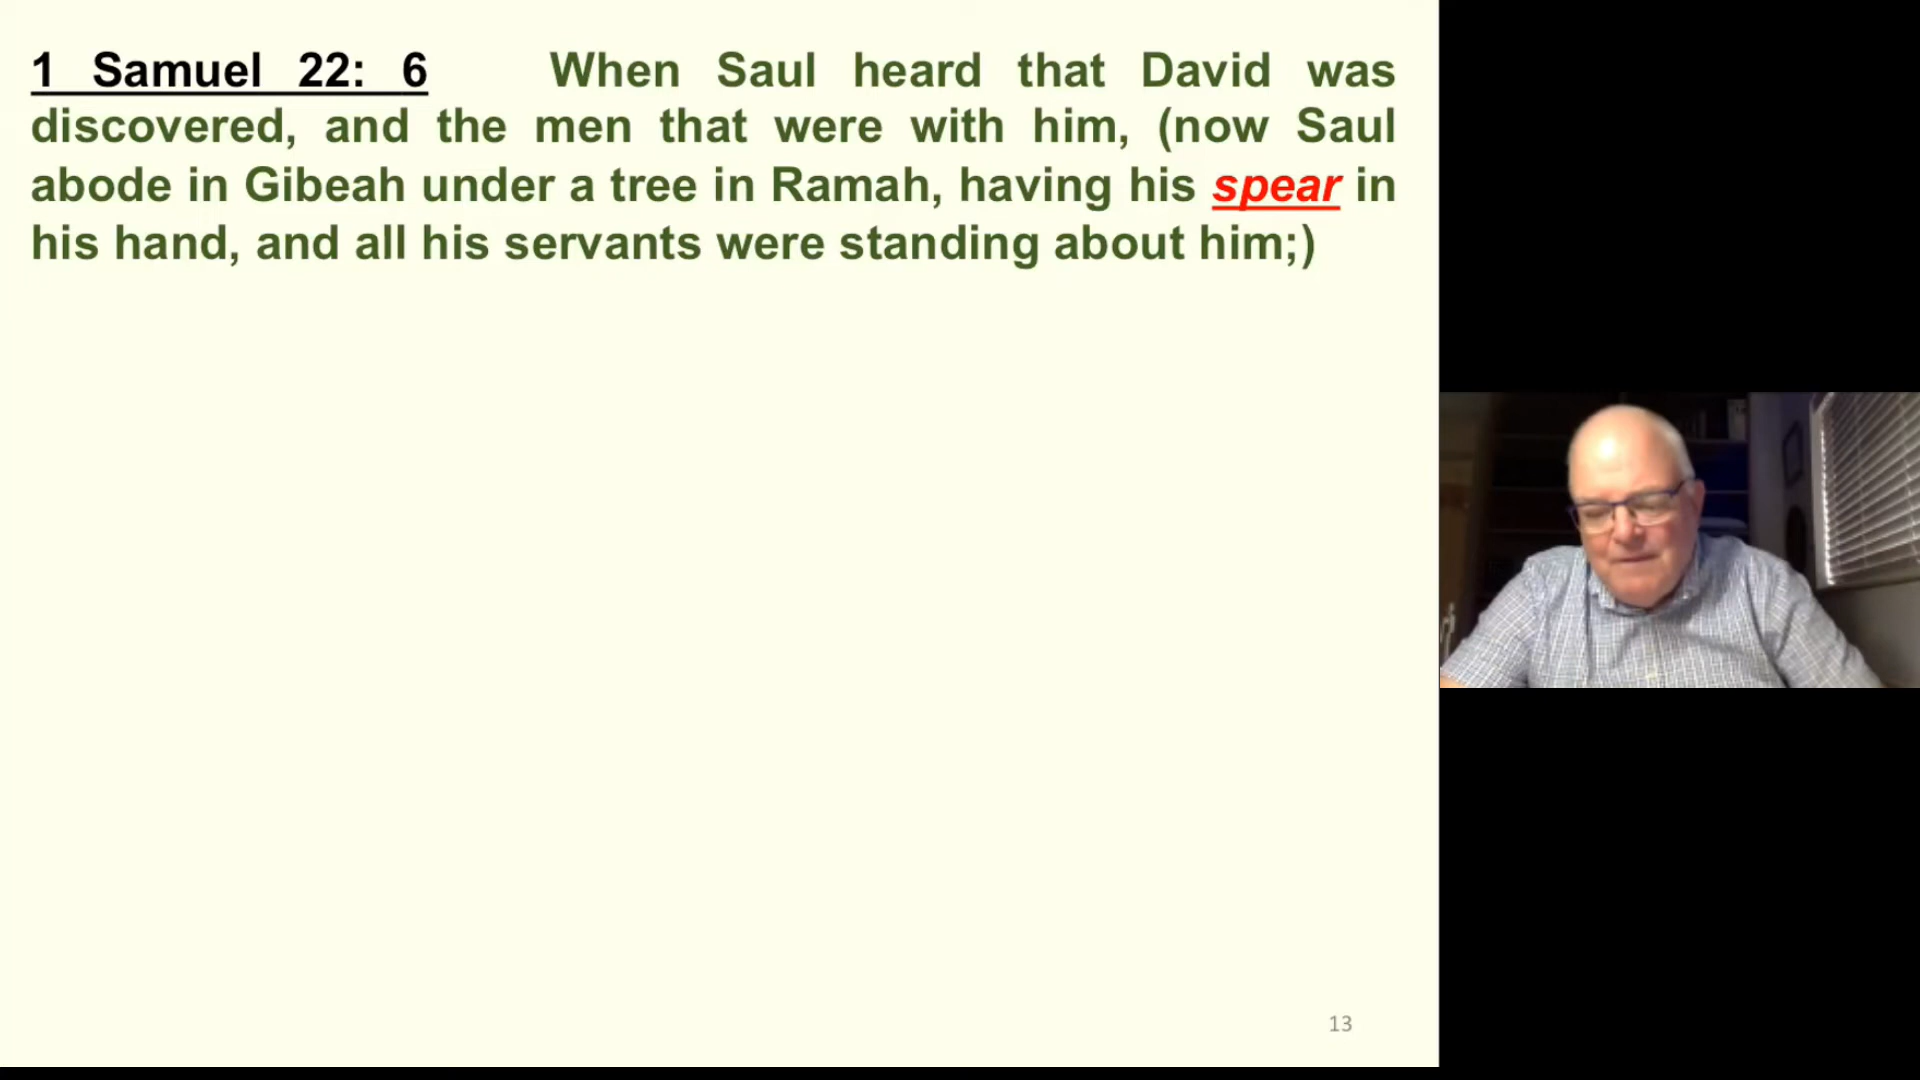 1 Samuel 22: 6 When Saul heard that David was
discovered, and the men that were with him, (now Saul
abode in Gibeah under a tree in Ramah, having his spear in
his hand, and all his servants were standing about him;)
13